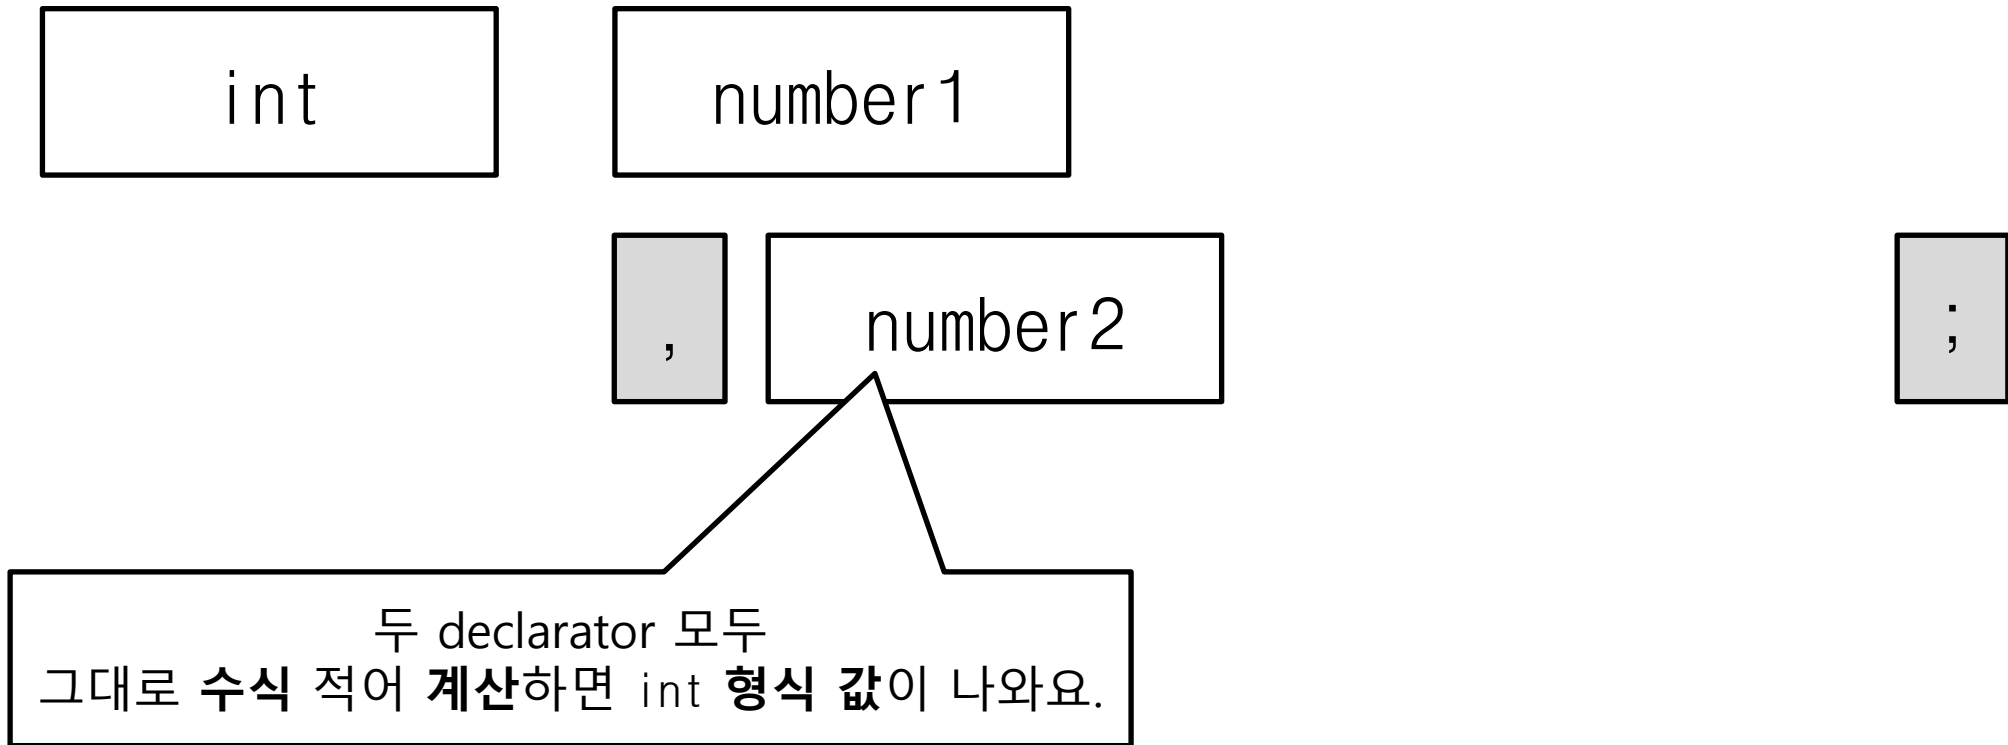 int number1
, number2 ;
두 declarator 모두
그대로 수식 적어 계산하면 int 형식 값이 나와요.